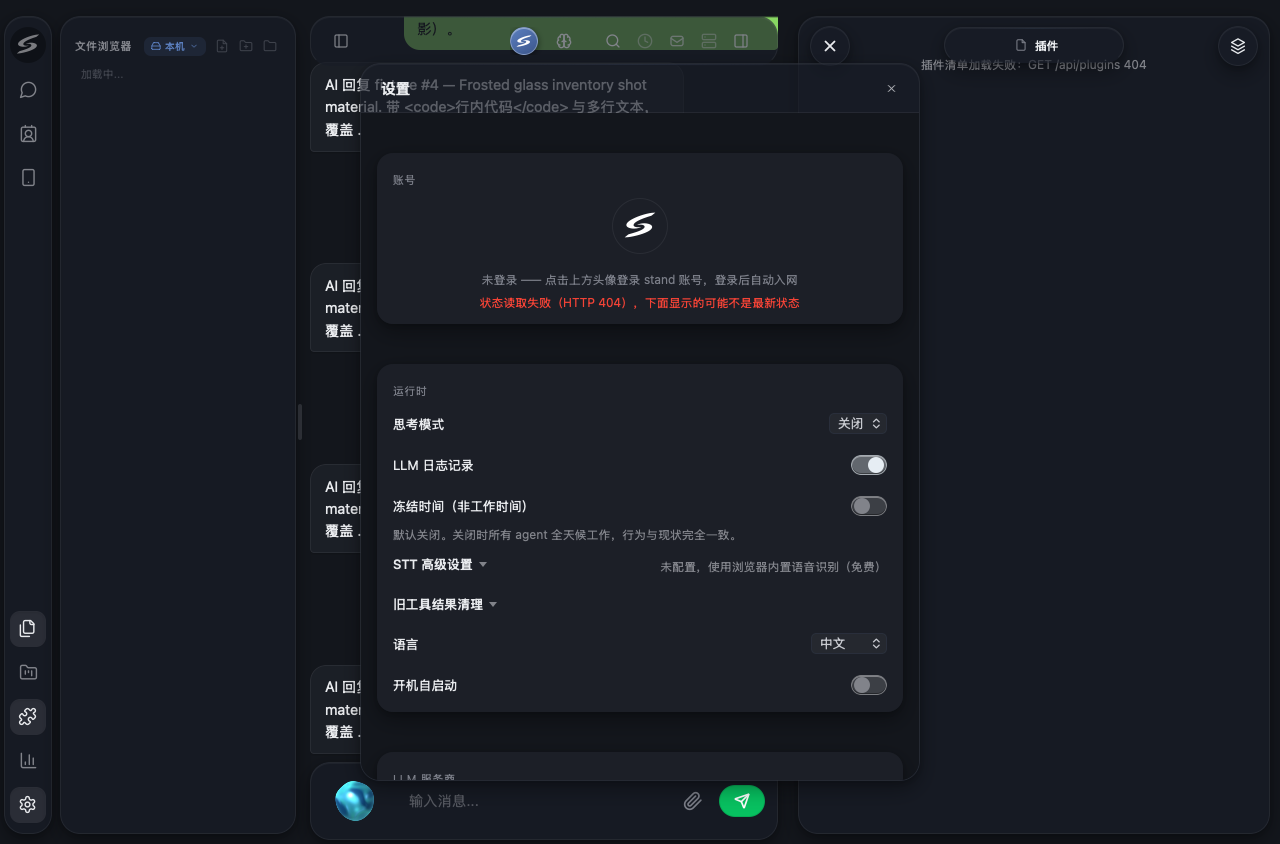 文件浏览器
本机
加载中...
影）。
插件
插件清单加载失败：GET /api/plugins 404
AI 回复 fixture #4 — Frosted glass inventory shot
material. 带 <code>行内代码</code> 与多行文本，
覆盖 .
设置
账号
未登录 —— 点击上方头像登录 stand 账号，登录后自动入网
状态读取失败（HTTP 404），下面显示的可能不是最新状态
AI 回复
mater
覆盖 .
运行时
思考模式
关闭
LLM 日志记录
AI 回复
mater
覆盖 .
冻结时间（非工作时间）
默认关闭。关闭时所有 agent 全天候工作，行为与现状完全一致。
STT 高级设置
未配置，使用浏览器内置语音识别（免费）
旧工具结果清理
语言
中文
开机自启动
AI 回复
mater
覆盖 .
LLM 服务商
输入消息...